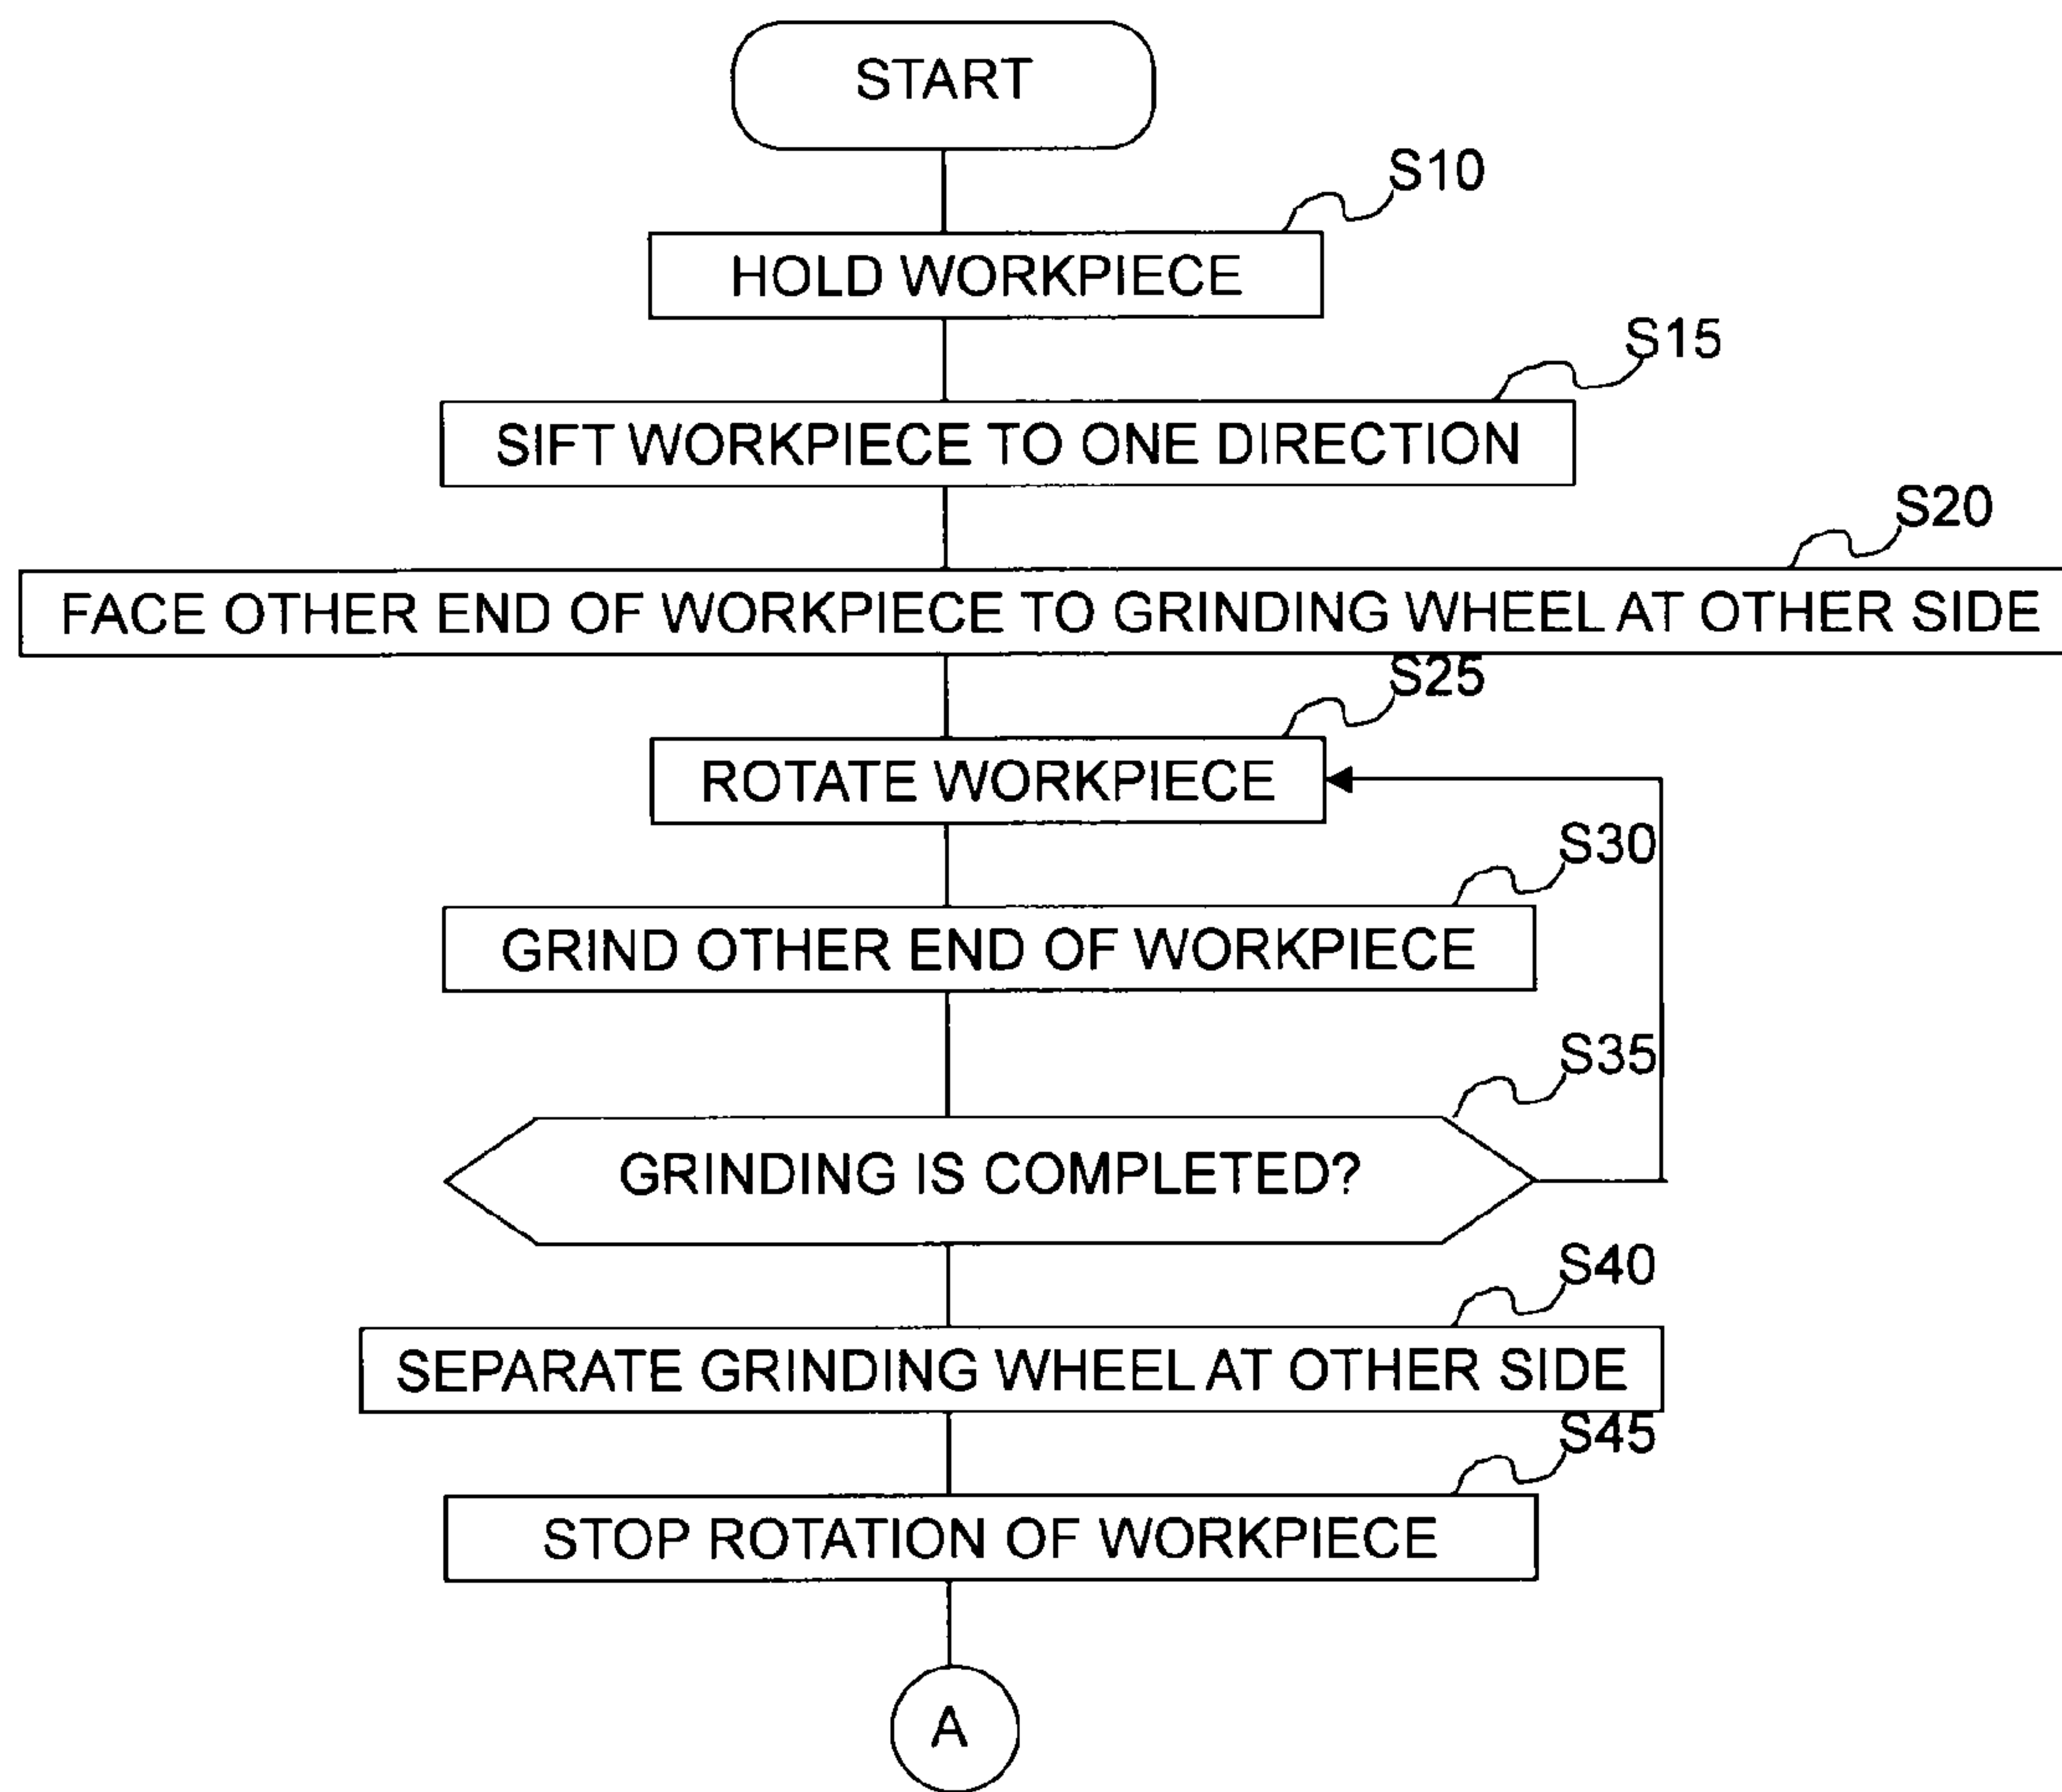 START
S10
HOLD WORKPIECE
S15
SIFT WORKPIECE TO ONE DIRECTION
S20
FACE OTHER END OF WORKPIECE TO GRINDING WHEEL AT OTHER SIDE
S25
ROTATE WORKPIECE
S30
GRIND OTHER END OF WORKPIECE
S35
GRINDING IS COMPLETED?
S40
SEPARATE GRINDING WHEEL AT OTHER SIDE
S45
STOP ROTATION OF WORKPIECE
A